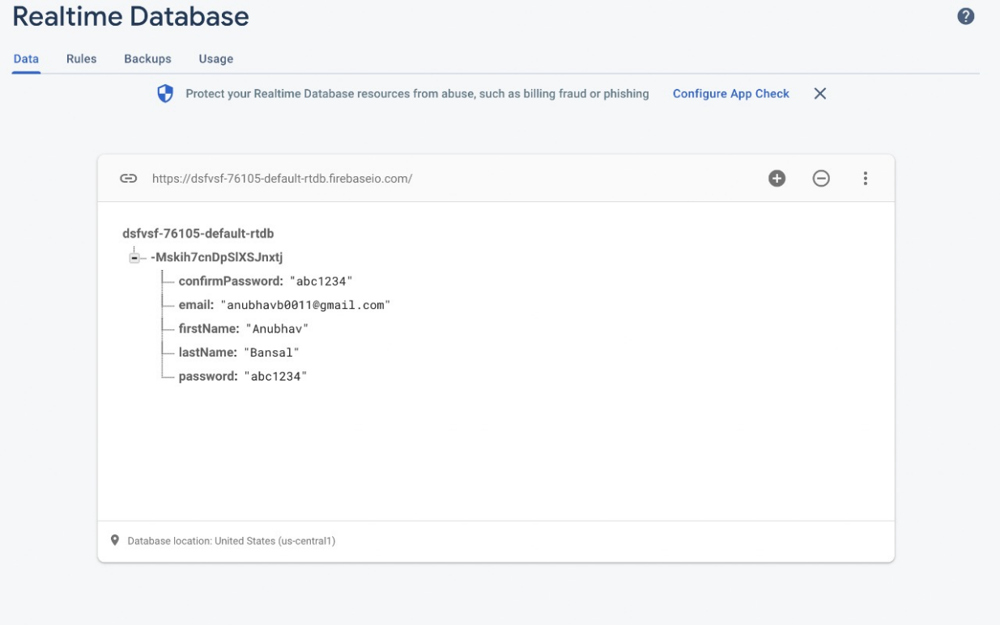 Realtime Database
Data Rules Backups Usage
Protect your Realtime Database resources from abuse, such as billing fraud or phishing Configure App Check
https://dsfvsf-76105-default-rtdb.firebaseio.com/
dsfvsf-76105-default-rtdb
-Mskih7cnDpSlXSJnxtj
confirmPassword: "abc1234"
email: "anubhavb0011@gmail.com"
firstName: "Anubhav"
lastName: "Bansal"
password: "abc1234"
Database location: United States (us-central1)